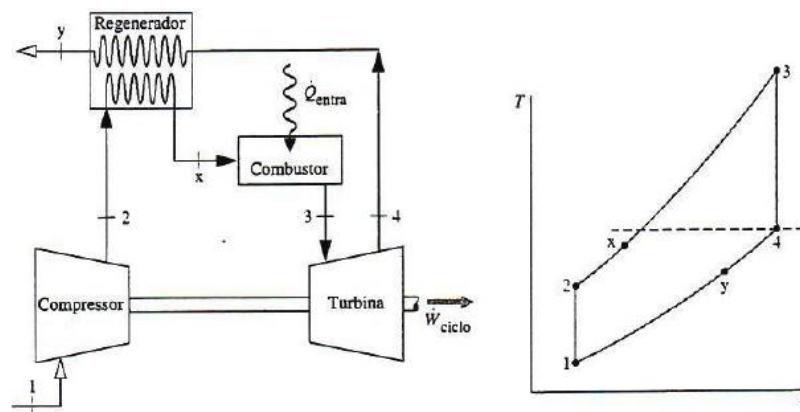 Regenerador
y
Q̇entra
Combustor
x
2
3
4
Compressor
Turbina
Ẇciclo
1
T
3
x
4
2
y
1